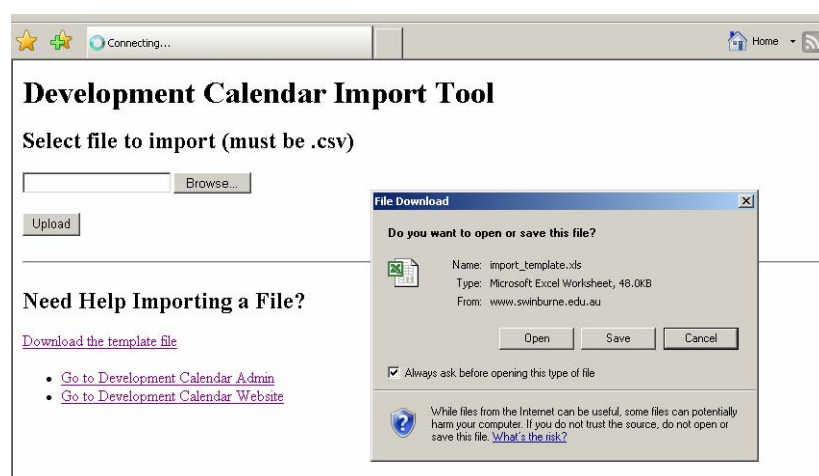 Connecting...
Home
Development Calendar Import Tool
Select file to import (must be .csv)
Browse...
Upload
Need Help Importing a File?
Download the template file
Go to Development Calendar Admin
Go to Development Calendar Website
File Download
Do you want to open or save this file?
Name: import_template.xls
Type: Microsoft Excel Worksheet, 48.0KB
From: www.swinburne.edu.au
Open Save Cancel
Always ask before opening this type of file
While files from the Internet can be useful, some files can potentially
harm your computer. If you do not trust the source, do not open or
save this file. What's the risk?